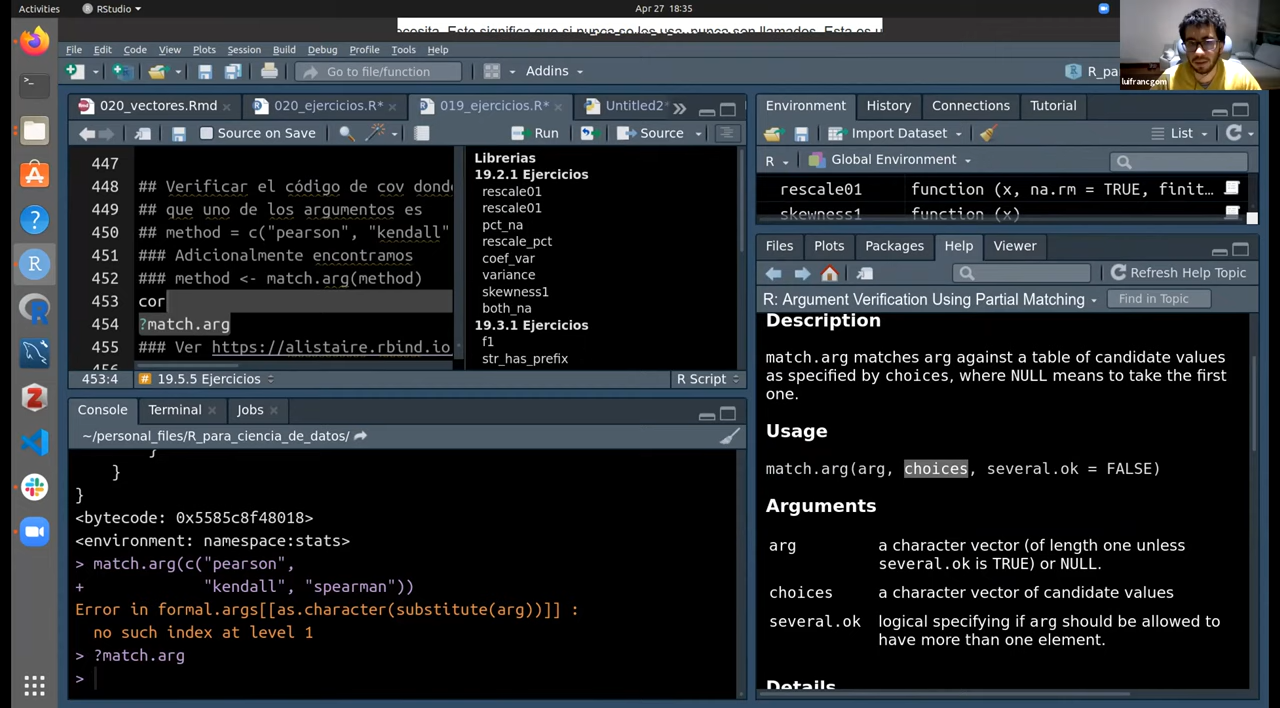 Activities
RStudio
Apr 27 18:35
luifrancgom
File Edit Code View Plots Session Build Debug Profile Tools Help
Go to file/function
Addins
R_pa
020_vectores.Rmd
020_ejercicios.R*
019_ejercicios.R*
Untitled2*
Source on Save
Run
Source
447
448 ## Verificar el código de cov dond
449 ## que uno de los argumentos es
450 ## method = c("pearson", "kendall"
451 ### Adicionalmente encontramos
452 ### method <- match.arg(method)
453 cor
454 ?match.arg
455 ### Ver https://alistaire.rbind.io
456
453:4
19.5.5 Ejercicios
R Script
Librerias
19.2.1 Ejercicios
rescale01
rescale01
pct_na
rescale_pct
coef_var
variance
skewness1
both_na
19.3.1 Ejercicios
f1
str_has_prefix
Console Terminal Jobs
~/personal_files/R_para_ciencia_de_datos/
}
}
}
<bytecode: 0x5585c8f48018>
<environment: namespace:stats>
> match.arg(c("pearson",
+ "kendall", "spearman"))
Error in formal.args[[as.character(substitute(arg))]] :
no such index at level 1
> ?match.arg
>
Environment History Connections Tutorial
Import Dataset
List
R
Global Environment
rescale01 function (x, na.rm = TRUE, finit…
skewness1 function (x)
Files Plots Packages Help Viewer
Refresh Help Topic
R: Argument Verification Using Partial Matching
Find in Topic
Description
match.arg matches arg against a table of candidate values
as specified by choices, where NULL means to take the first
one.
Usage
match.arg(arg, choices, several.ok = FALSE)
Arguments
arg a character vector (of length one unless
several.ok is TRUE) or NULL.
choices a character vector of candidate values
several.ok logical specifying if arg should be allowed to
have more than one element.
Details